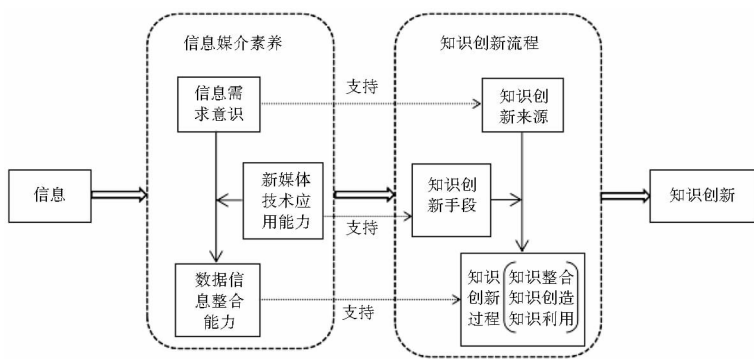 信息媒介素养
知识创新流程
信息需
求意识
支持
知识创
新来源
信息
新媒体
技术应
用能力
支持
知识创
新手段
知识创新
数据信
息整合
能力
支持
知识
创新
过程
知识整合
知识创造
知识利用